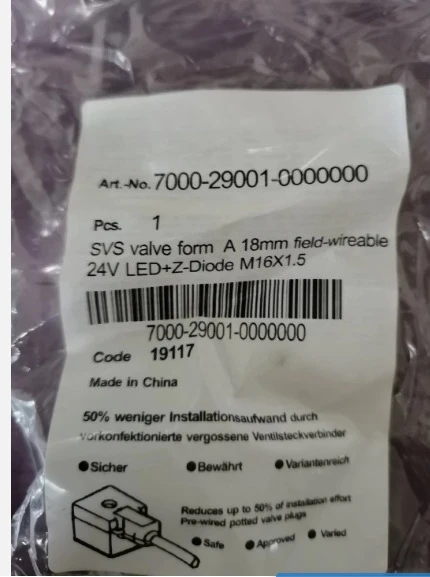 Art.-No. 7000-29001-0000000
Pcs. 1
SVS valve form A 18mm field-wireable
24V LED+Z-Diode M16X1.5
7000-29001-0000000
Code 19117
Made in China
50% weniger Installationsaufwand durch
vorkonfektionierte vergossene Ventilsteckverbinder
●Sicher ●Bewährt ●Variantenreich
Reduces up to 50% of installation effort
Pre-wired potted valve plugs
●Safe ●Approved ●Varied